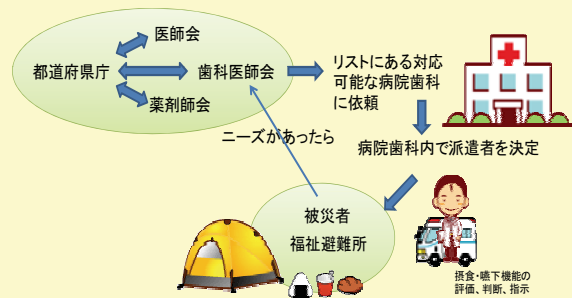 医師会
都道府県庁
歯科医師会
薬剤師会
リストにある対応
可能な病院歯科
に依頼
ニーズがあったら
病院歯科内で派遣者を決定
被災者
福祉避難所
摂食・嚥下機能の
評価、判断、指示